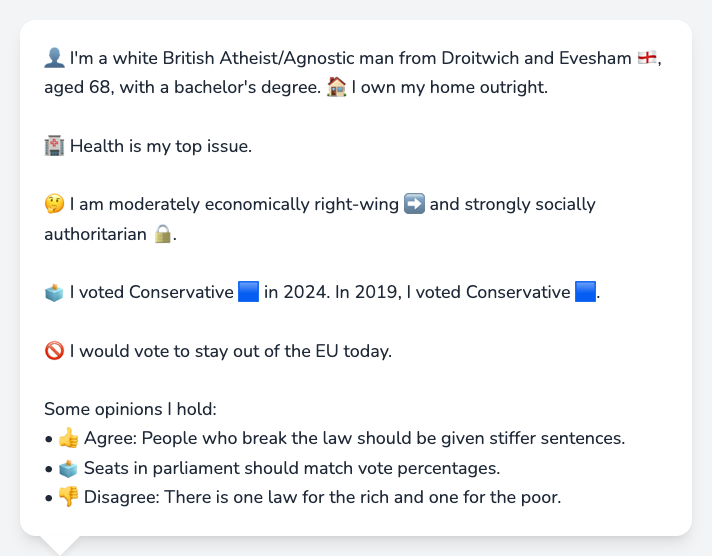 👤 I'm a white British Atheist/Agnostic man from Droitwich and Evesham 🏴󠁧󠁢󠁥󠁮󠁧󠁿,
aged 68, with a bachelor's degree. 🏠 I own my home outright.
🏥 Health is my top issue.
🤔 I am moderately economically right-wing ➡️ and strongly socially
authoritarian 🔒.
🗳️ I voted Conservative 🟦 in 2024. In 2019, I voted Conservative 🟦.
🚫 I would vote to stay out of the EU today.
Some opinions I hold:
• 👍 Agree: People who break the law should be given stiffer sentences.
• 🗳️ Seats in parliament should match vote percentages.
• 👎 Disagree: There is one law for the rich and one for the poor.